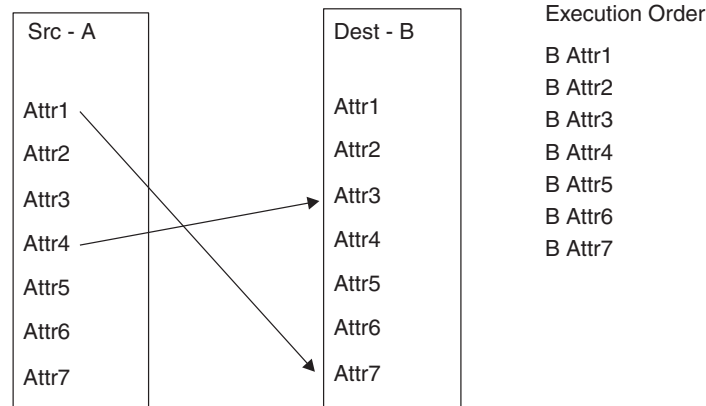 Src - A
Attr1
Attr2
Attr3
Attr4
Attr5
Attr6
Attr7
Dest - B
Attr1
Attr2
Attr3
Attr4
Attr5
Attr6
Attr7
Execution Order
B Attr1
B Attr2
B Attr3
B Attr4
B Attr5
B Attr6
B Attr7